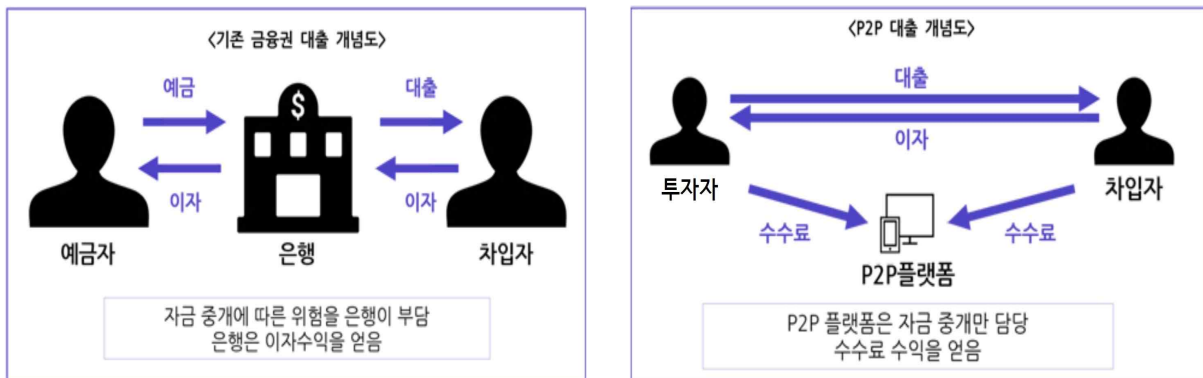 <기존 금융권 대출 개념도>
예금
대출
$
이자
이자
예금자
은행
차입자
자금 중개에 따른 위험을 은행이 부담
은행은 이자수익을 얻음
<P2P 대출 개념도>
대출
이자
투자자
차입자
수수료
수수료
P2P플랫폼
P2P 플랫폼은 자금 중개만 담당
수수료 수익을 얻음